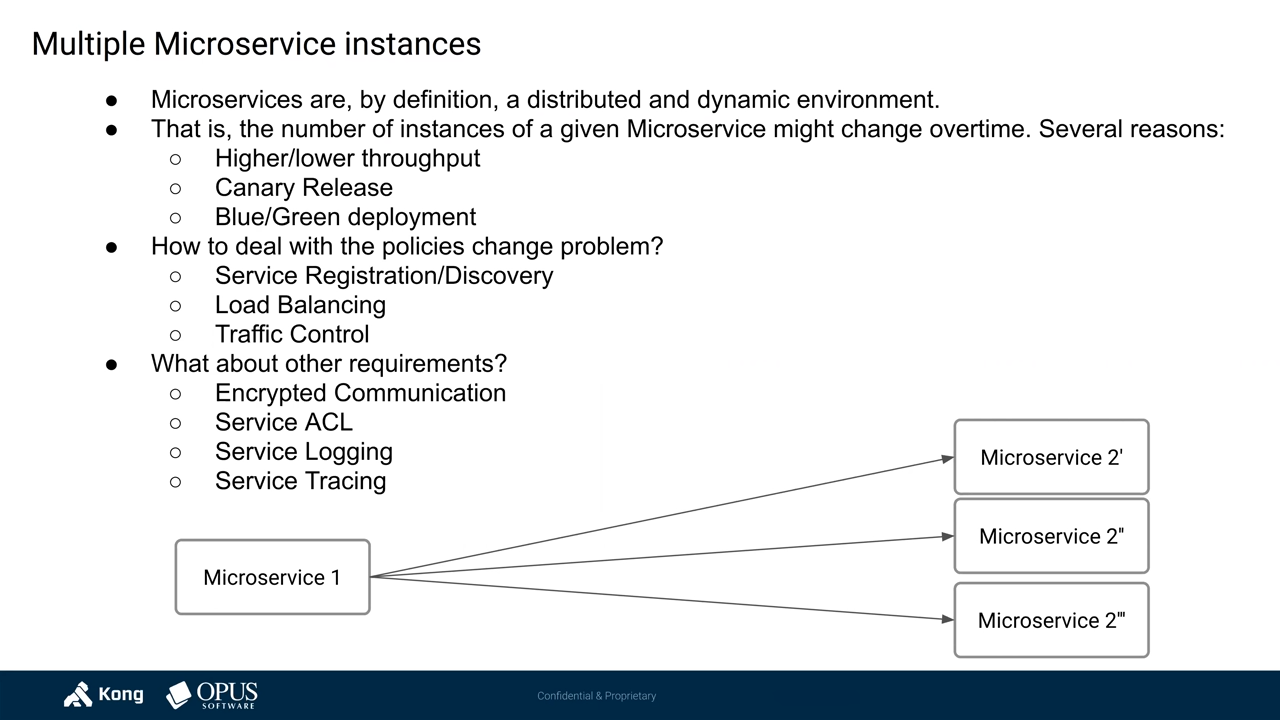 Multiple Microservice instances
● Microservices are, by definition, a distributed and dynamic environment.
● That is, the number of instances of a given Microservice might change overtime. Several reasons:
○ Higher/lower throughput
○ Canary Release
○ Blue/Green deployment
● How to deal with the policies change problem?
○ Service Registration/Discovery
○ Load Balancing
○ Traffic Control
● What about other requirements?
○ Encrypted Communication
○ Service ACL
○ Service Logging
○ Service Tracing
Microservice 1
Microservice 2'
Microservice 2''
Microservice 2'''
Kong
OPUS
SOFTWARE
Confidential & Proprietary